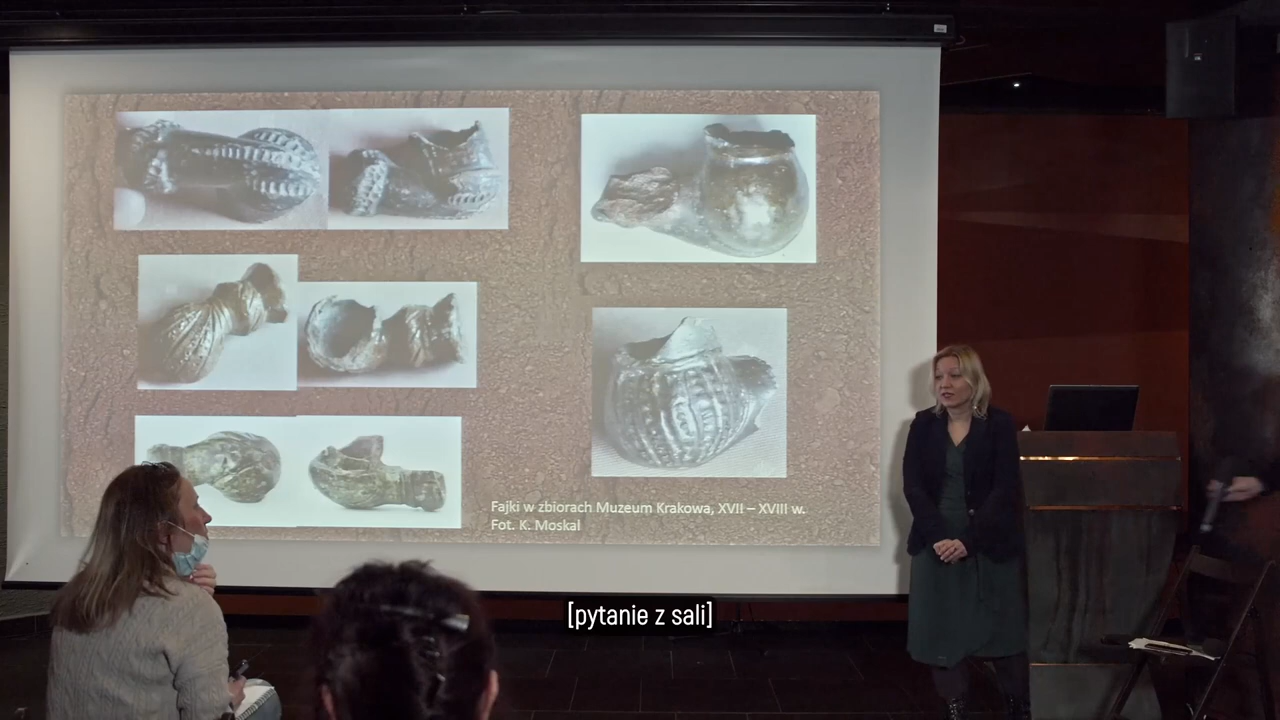 Fajki w zbiorach Muzeum Krakowa, XVII – XVIII w.
Fot. K. Moskal
[pytanie z sali]